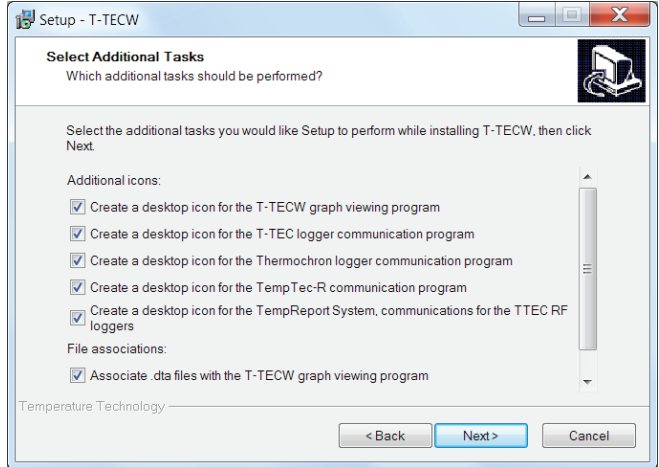 Setup - T-TECW
Select Additional Tasks
Which additional tasks should be performed?
Select the additional tasks you would like Setup to perform while installing T-TECW, then click
Next.
Additional icons:
Create a desktop icon for the T-TECW graph viewing program
Create a desktop icon for the T-TEC logger communication program
Create a desktop icon for the Thermochron logger communication program
Create a desktop icon for the TempTec-R communication program
Create a desktop icon for the TempReport System, communications for the TTEC RF
loggers
File associations:
Associate .dta files with the T-TECW graph viewing program
Temperature Technology
< Back Next > Cancel